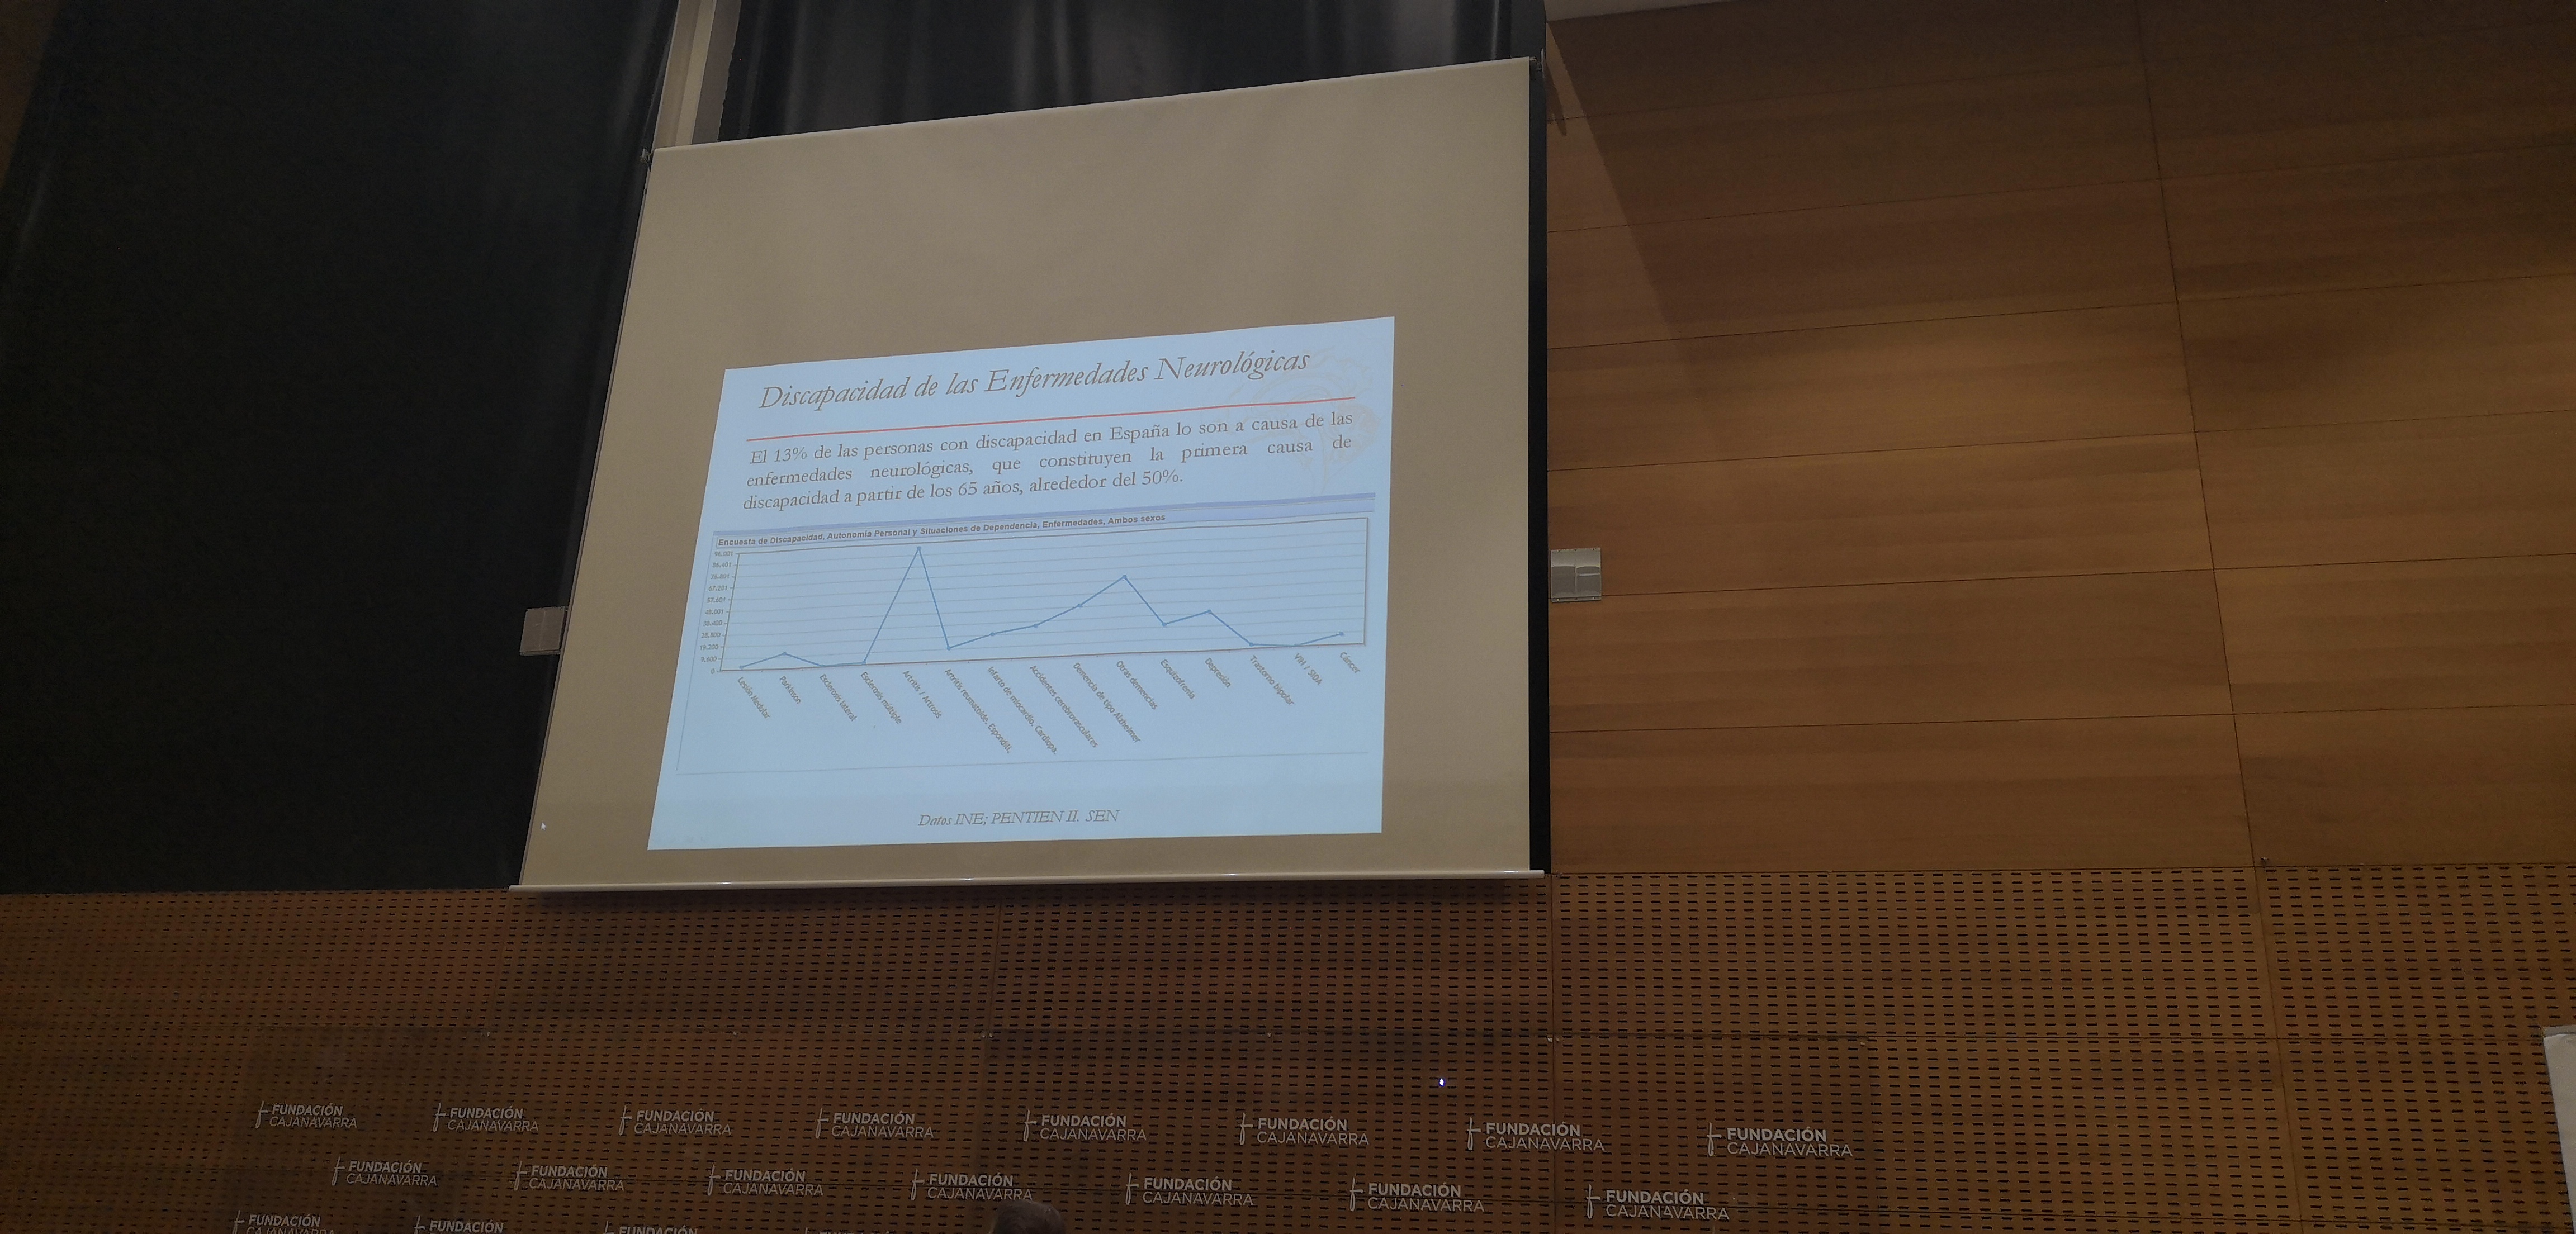 Discapacidad de las Enfermedades Neurológicas
El 13% de las personas con discapacidad en España lo son a causa de las
enfermedades neurológicas, que constituyen la primera causa de
discapacidad a partir de los 65 años, alrededor del 50%.
Encuesta de Discapacidad, Autonomía Personal y Situaciones de Dependencia, Enfermedades, Ambos sexos
96.001
86.401
76.801
67.201
57.601
48.001
38.400
28.800
19.200
9.600
0
Lesión Medular
Parkinson
Esclerosis lateral
Esclerosis múltiple
Artritis / Artrosis
Artritis reumatoide, Espondili.
Infarto de miocardio, Cardiopa.
Accidentes cerebrovasculares
Demencia de tipo Alzheimer
Otras demencias
Esquizofrenia
Depresión
Trastorno bipolar
VIH / SIDA
Cáncer
Datos INE; PENTIEN II. SEN
FUNDACIÓN CAJANAVARRA FUNDACIÓN CAJANAVARRA FUNDACIÓN CAJANAVARRA FUNDACIÓN CAJANAVARRA FUNDACIÓN CAJANAVARRA FUNDACIÓN CAJANAVARRA FUNDACIÓN CAJANAVARRA FUNDACIÓN CAJANAVARRA
FUNDACIÓN CAJANAVARRA FUNDACIÓN CAJANAVARRA FUNDACIÓN CAJANAVARRA FUNDACIÓN CAJANAVARRA FUNDACIÓN CAJANAVARRA FUNDACIÓN CAJANAVARRA FUNDACIÓN CAJANAVARRA
FUNDACIÓN CAJANAVARRA FUNDACIÓN FUNDACIÓN